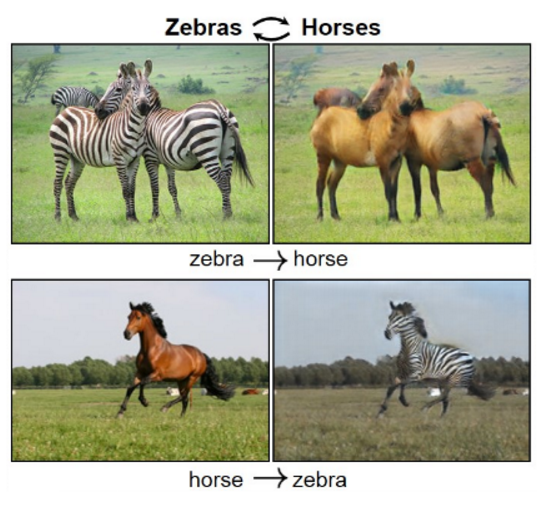 Zebras ⇄ Horses
zebra → horse
horse → zebra